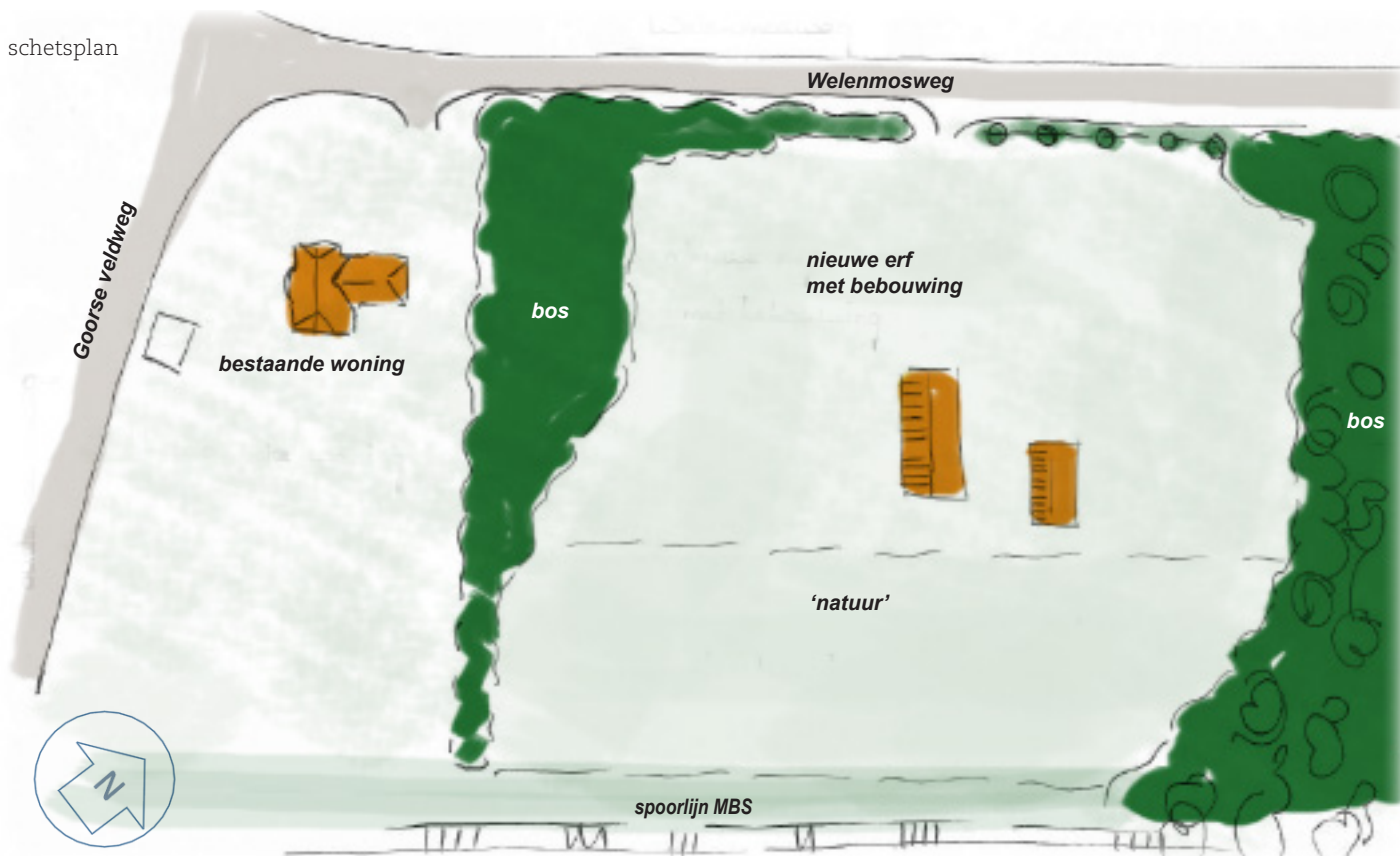 schetsplan
Welenmosweg
Goorse veldweg
nieuwe erf
met bebouwing
bos
bestaande woning
bos
‘natuur’
N
spoorlijn MBS